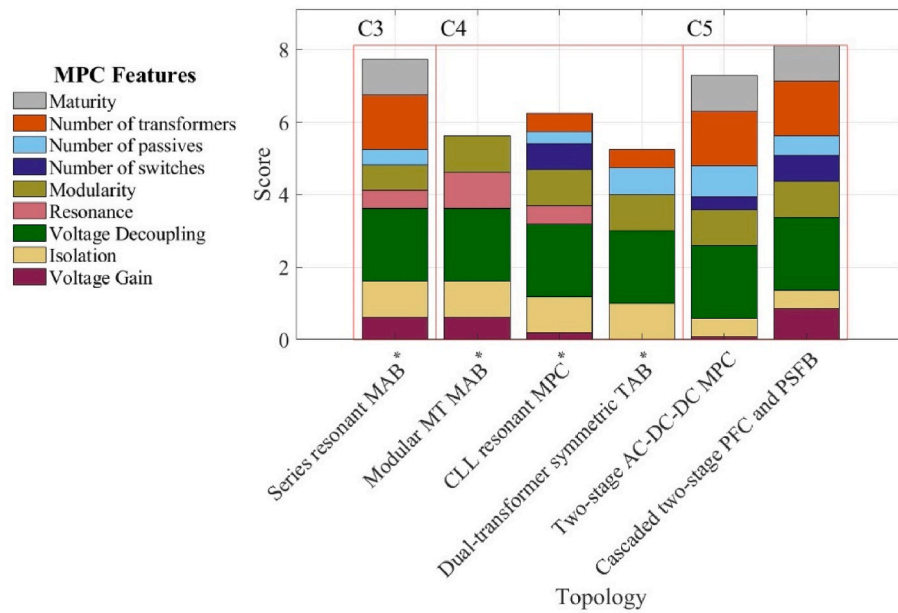 C3
C4
C5
MPC Features
Maturity
Number of transformers
Number of passives
Number of switches
Modularity
Resonance
Voltage Decoupling
Isolation
Voltage Gain
Score
8
6
4
2
0
Series resonant MAB*
Modular MT MAB*
CLL resonant MPC*
Dual-transformer symmetric TAB*
Two-stage AC-DC-DC MPC
Cascaded two-stage PFC and PSFB
Topology